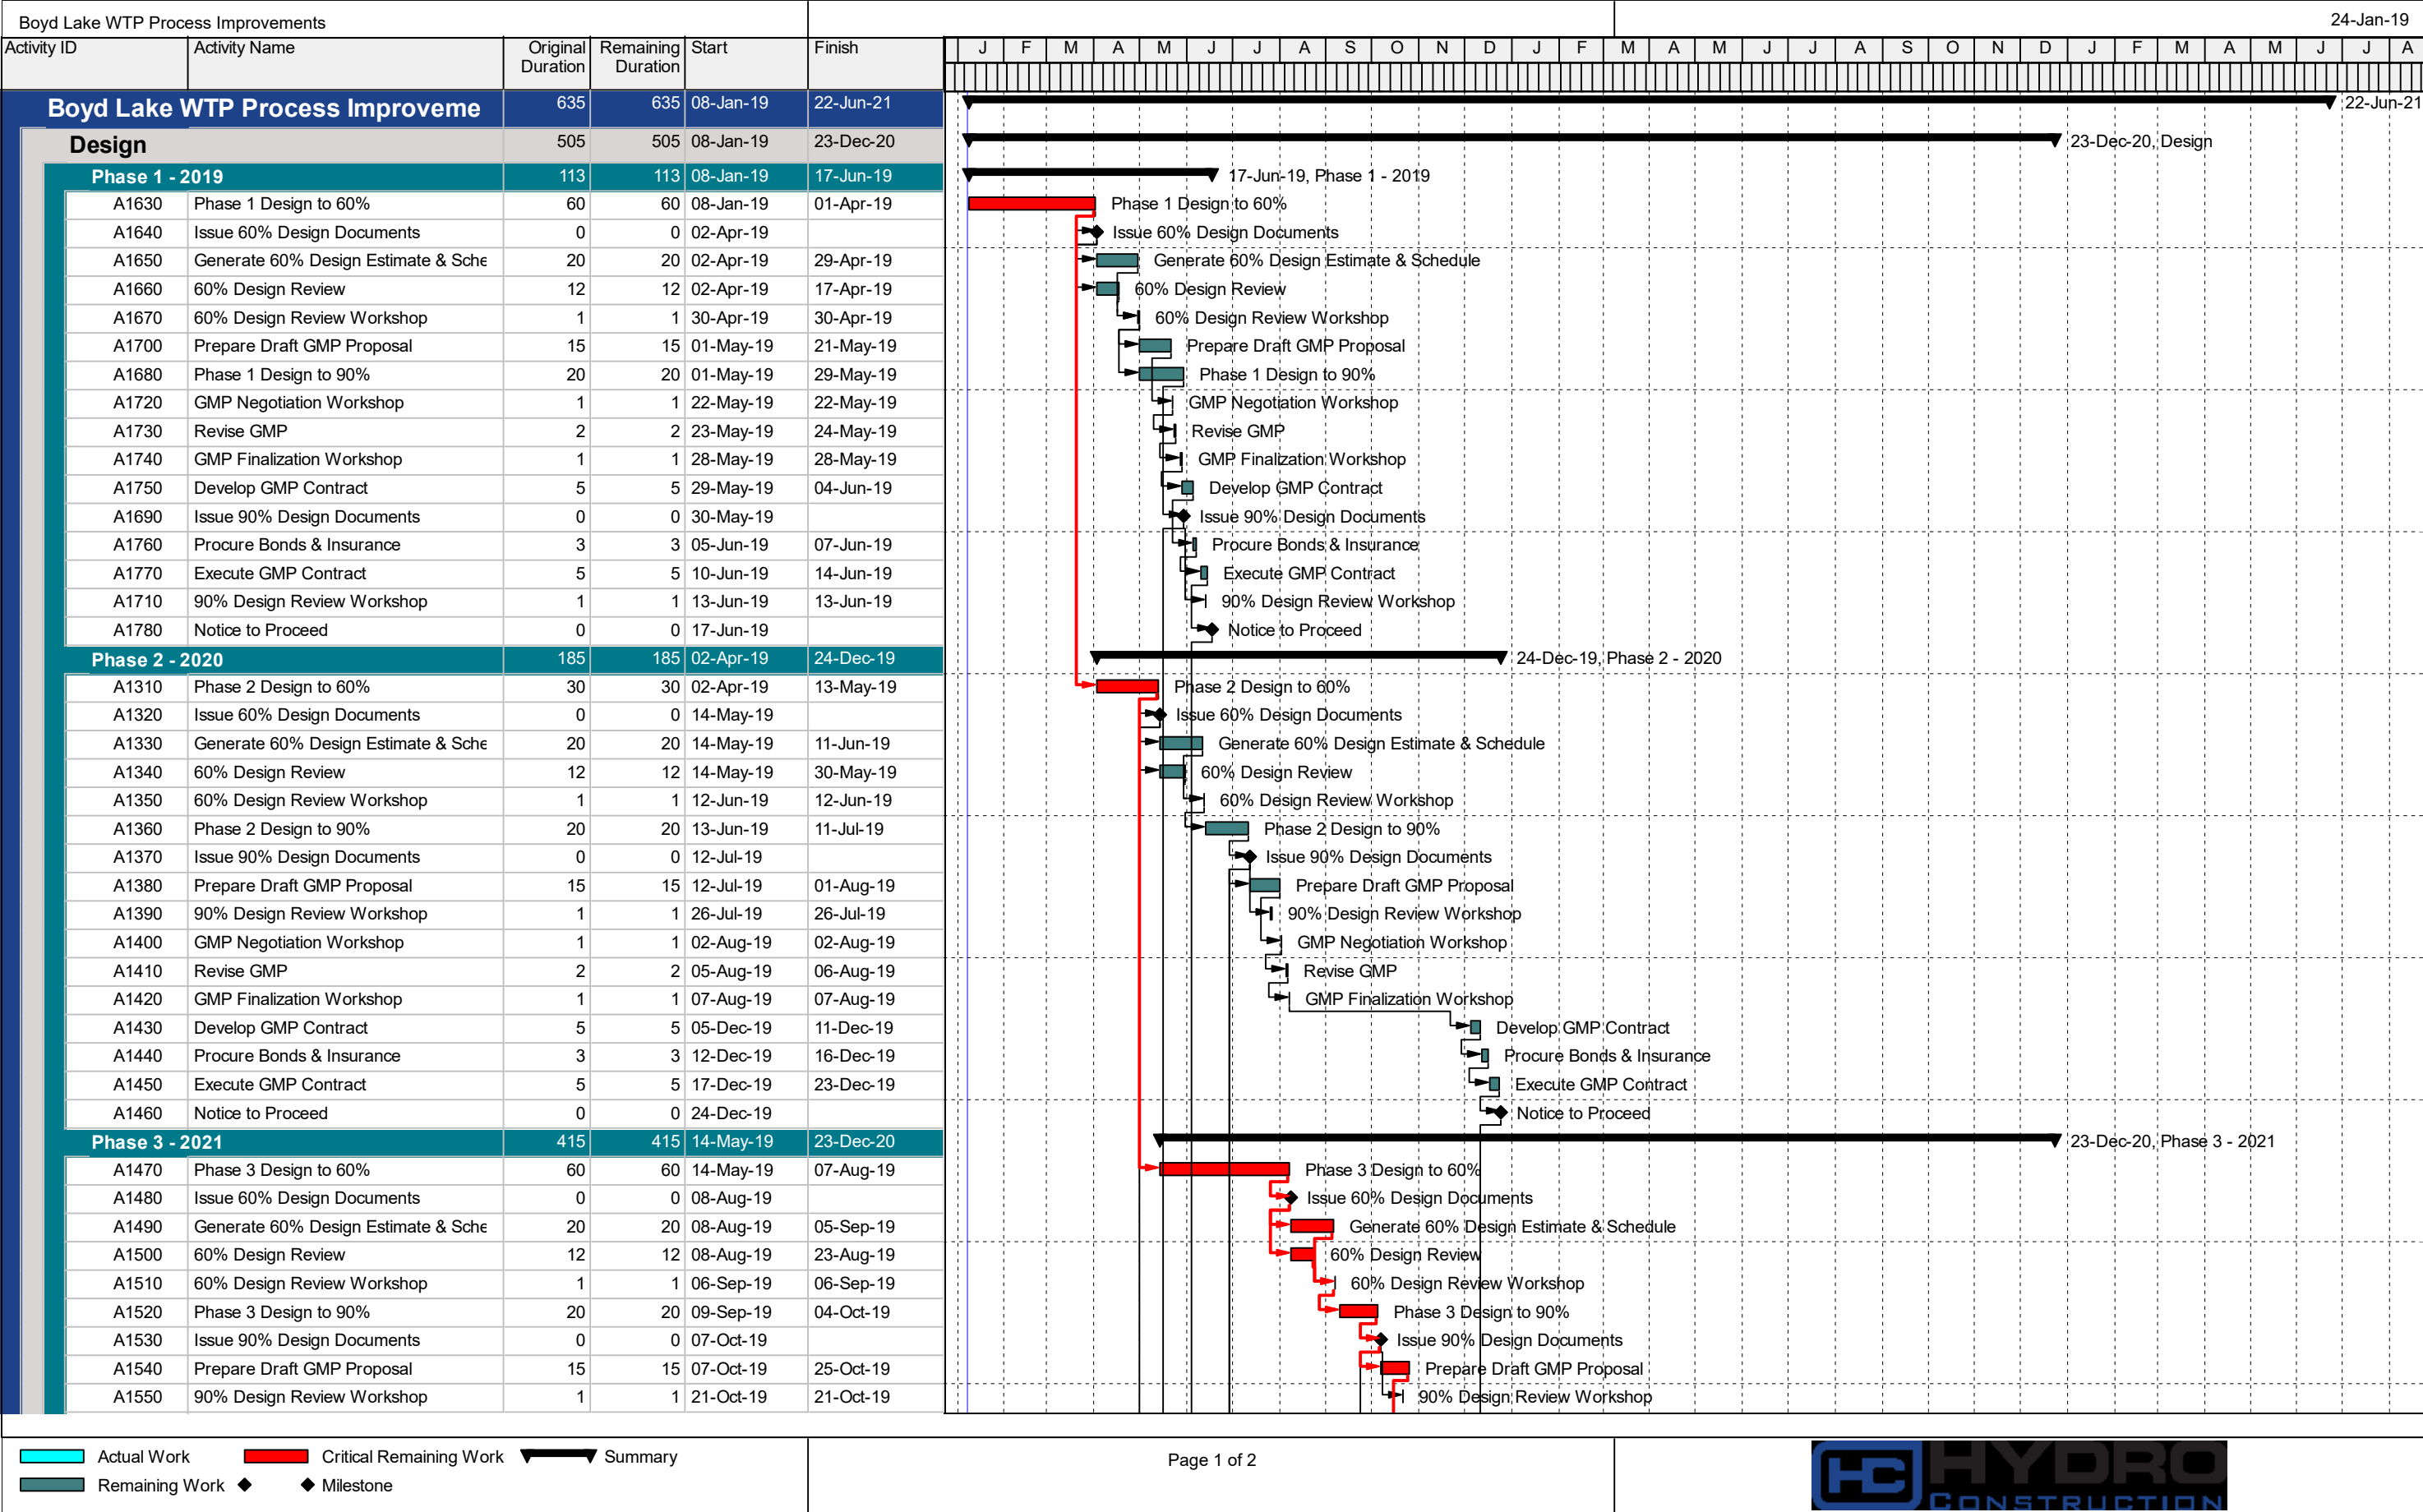 Boyd Lake WTP Process Improvements 24-Jan-19
Activity ID Activity Name Original Duration Remaining Duration Start Finish J F M A M J J A S O N D J F M A M J J A S O N D J F M A M J J A
Boyd Lake WTP Process Improveme 635 635 08-Jan-19 22-Jun-21 22-Jun-21
Design 505 505 08-Jan-19 23-Dec-20 23-Dec-20, Design
Phase 1 - 2019 113 113 08-Jan-19 17-Jun-19 17-Jun-19, Phase 1 - 2019
A1630 Phase 1 Design to 60% 60 60 08-Jan-19 01-Apr-19 Phase 1 Design to 60%
A1640 Issue 60% Design Documents 0 0 02-Apr-19 Issue 60% Design Documents
A1650 Generate 60% Design Estimate & Sche 20 20 02-Apr-19 29-Apr-19 Generate 60% Design Estimate & Schedule
A1660 60% Design Review 12 12 02-Apr-19 17-Apr-19 60% Design Review
A1670 60% Design Review Workshop 1 1 30-Apr-19 30-Apr-19 60% Design Review Workshop
A1700 Prepare Draft GMP Proposal 15 15 01-May-19 21-May-19 Prepare Draft GMP Proposal
A1680 Phase 1 Design to 90% 20 20 01-May-19 29-May-19 Phase 1 Design to 90%
A1720 GMP Negotiation Workshop 1 1 22-May-19 22-May-19 GMP Negotiation Workshop
A1730 Revise GMP 2 2 23-May-19 24-May-19 Revise GMP
A1740 GMP Finalization Workshop 1 1 28-May-19 28-May-19 GMP Finalization Workshop
A1750 Develop GMP Contract 5 5 29-May-19 04-Jun-19 Develop GMP Contract
A1690 Issue 90% Design Documents 0 0 30-May-19 Issue 90% Design Documents
A1760 Procure Bonds & Insurance 3 3 05-Jun-19 07-Jun-19 Procure Bonds & Insurance
A1770 Execute GMP Contract 5 5 10-Jun-19 14-Jun-19 Execute GMP Contract
A1710 90% Design Review Workshop 1 1 13-Jun-19 13-Jun-19 90% Design Review Workshop
A1780 Notice to Proceed 0 0 17-Jun-19 Notice to Proceed
Phase 2 - 2020 185 185 02-Apr-19 24-Dec-19 24-Dec-19, Phase 2 - 2020
A1310 Phase 2 Design to 60% 30 30 02-Apr-19 13-May-19 Phase 2 Design to 60%
A1320 Issue 60% Design Documents 0 0 14-May-19 Issue 60% Design Documents
A1330 Generate 60% Design Estimate & Sche 20 20 14-May-19 11-Jun-19 Generate 60% Design Estimate & Schedule
A1340 60% Design Review 12 12 14-May-19 30-May-19 60% Design Review
A1350 60% Design Review Workshop 1 1 12-Jun-19 12-Jun-19 60% Design Review Workshop
A1360 Phase 2 Design to 90% 20 20 13-Jun-19 11-Jul-19 Phase 2 Design to 90%
A1370 Issue 90% Design Documents 0 0 12-Jul-19 Issue 90% Design Documents
A1380 Prepare Draft GMP Proposal 15 15 12-Jul-19 01-Aug-19 Prepare Draft GMP Proposal
A1390 90% Design Review Workshop 1 1 26-Jul-19 26-Jul-19 90% Design Review Workshop
A1400 GMP Negotiation Workshop 1 1 02-Aug-19 02-Aug-19 GMP Negotiation Workshop
A1410 Revise GMP 2 2 05-Aug-19 06-Aug-19 Revise GMP
A1420 GMP Finalization Workshop 1 1 07-Aug-19 07-Aug-19 GMP Finalization Workshop
A1430 Develop GMP Contract 5 5 05-Dec-19 11-Dec-19 Develop GMP Contract
A1440 Procure Bonds & Insurance 3 3 12-Dec-19 16-Dec-19 Procure Bonds & Insurance
A1450 Execute GMP Contract 5 5 17-Dec-19 23-Dec-19 Execute GMP Contract
A1460 Notice to Proceed 0 0 24-Dec-19 Notice to Proceed
Phase 3 - 2021 415 415 14-May-19 23-Dec-20 23-Dec-20, Phase 3 - 2021
A1470 Phase 3 Design to 60% 60 60 14-May-19 07-Aug-19 Phase 3 Design to 60%
A1480 Issue 60% Design Documents 0 0 08-Aug-19 Issue 60% Design Documents
A1490 Generate 60% Design Estimate & Sche 20 20 08-Aug-19 05-Sep-19 Generate 60% Design Estimate & Schedule
A1500 60% Design Review 12 12 08-Aug-19 23-Aug-19 60% Design Review
A1510 60% Design Review Workshop 1 1 06-Sep-19 06-Sep-19 60% Design Review Workshop
A1520 Phase 3 Design to 90% 20 20 09-Sep-19 04-Oct-19 Phase 3 Design to 90%
A1530 Issue 90% Design Documents 0 0 07-Oct-19 Issue 90% Design Documents
A1540 Prepare Draft GMP Proposal 15 15 07-Oct-19 25-Oct-19 Prepare Draft GMP Proposal
A1550 90% Design Review Workshop 1 1 21-Oct-19 21-Oct-19 90% Design Review Workshop
Actual Work Critical Remaining Work Summary
Remaining Work Milestone
Page 1 of 2
HC HYDRO
CONSTRUCTION